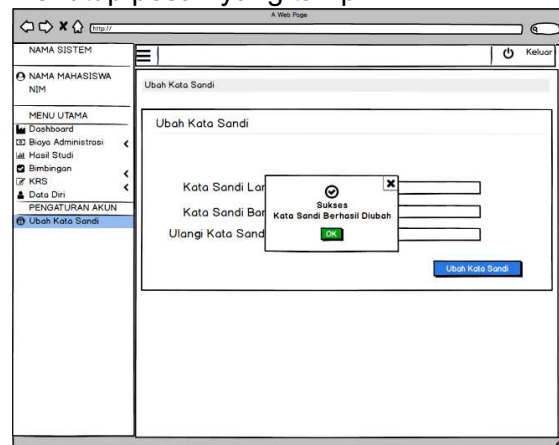 A Web Page
http://
NAMA SISTEM
Keluar
NAMA MAHASISWA
NIM
MENU UTAMA
Dashboard
Biaya Administrasi
Hasil Studi
Bimbingan
KRS
Data Diri
PENGATURAN AKUN
Ubah Kata Sandi
Ubah Kata Sandi
Ubah Kata Sandi
Kata Sandi Lar
Kata Sandi Bar
Ulangi Kata Sand
Sukses
Kata Sandi Berhasil Diubah
OK
Ubah Kata Sandi